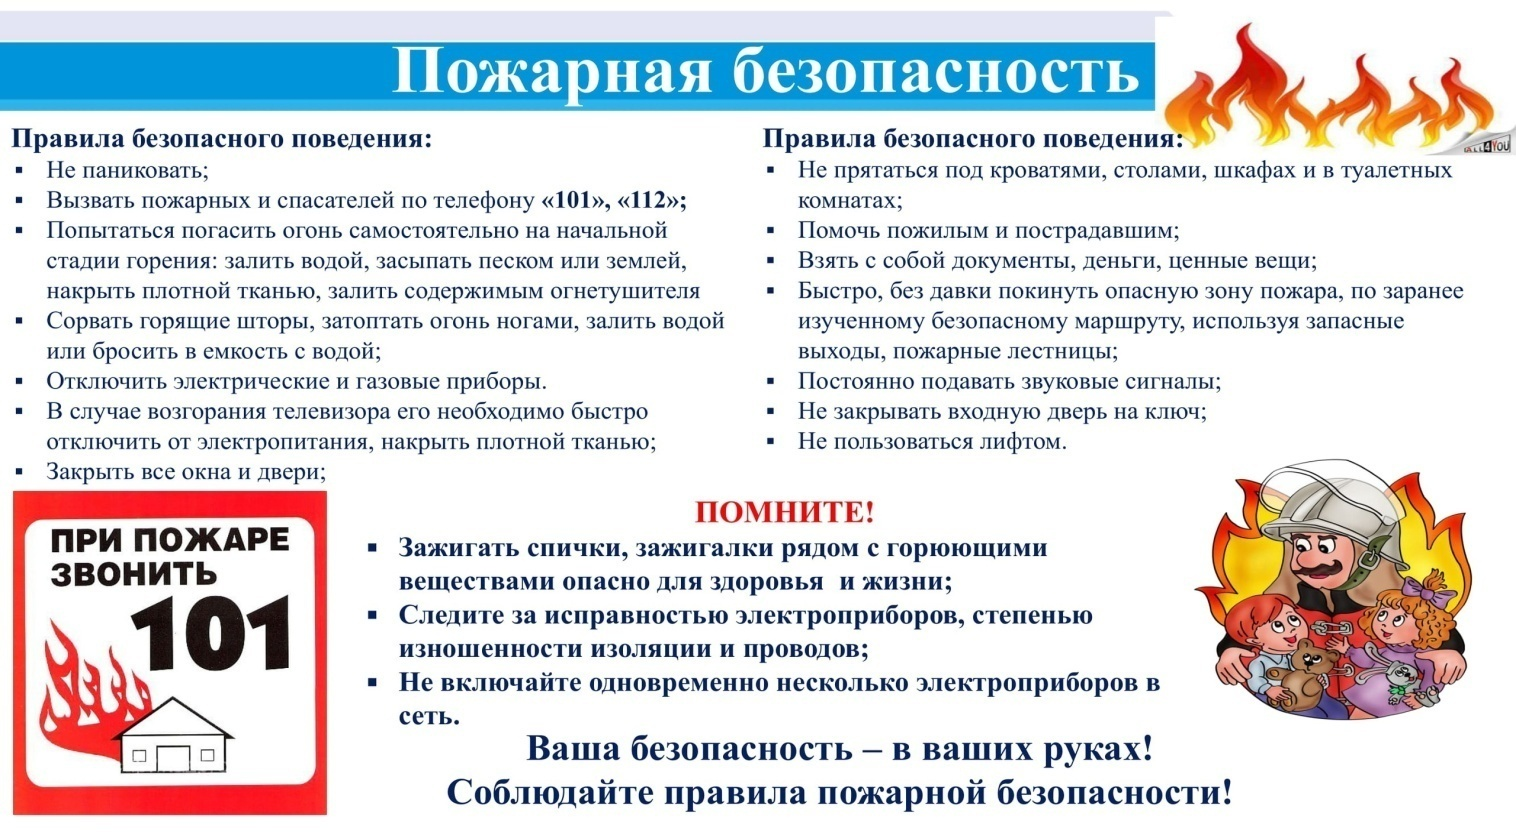 Пожарная безопасность
Правила безопасного поведения:
▪ Не паниковать;
▪ Вызвать пожарных и спасателей по телефону «101», «112»;
▪ Попытаться погасить огонь самостоятельно на начальной
стадии горения: залить водой, засыпать песком или землей,
накрыть плотной тканью, залить содержимым огнетушителя
▪ Сорвать горящие шторы, затоптать огонь ногами, залить водой
или бросить в емкость с водой;
▪ Отключить электрические и газовые приборы.
▪ В случае возгорания телевизора его необходимо быстро
отключить от электропитания, накрыть плотной тканью;
▪ Закрыть все окна и двери;
Правила безопасного поведения:
▪ Не прятаться под кроватями, столами, шкафах и в туалетных
комнатах;
▪ Помочь пожилым и пострадавшим;
▪ Взять с собой документы, деньги, ценные вещи;
▪ Быстро, без давки покинуть опасную зону пожара, по заранее
изученному безопасному маршруту, используя запасные
выходы, пожарные лестницы;
▪ Постоянно подавать звуковые сигналы;
▪ Не закрывать входную дверь на ключ;
▪ Не пользоваться лифтом.
ALL4YOU
ПРИ ПОЖАРЕ
ЗВОНИТЬ
101
ПОМНИТЕ!
▪ Зажигать спички, зажигалки рядом с горюющими
веществами опасно для здоровья и жизни;
▪ Следите за исправностью электроприборов, степенью
изношенности изоляции и проводов;
▪ Не включайте одновременно несколько электроприборов в
сеть.
Ваша безопасность – в ваших руках!
Соблюдайте правила пожарной безопасности!